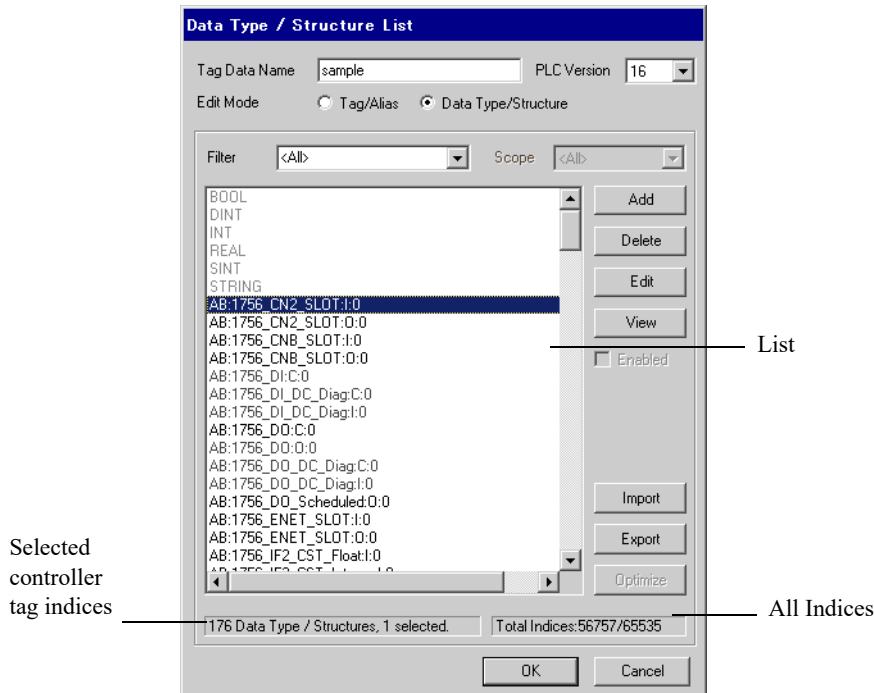 Data Type / Structure List
Tag Data Name sample PLC Version 16
Edit Mode Tag/Alias Data Type/Structure
Filter <All> Scope <All>
BOOL
DINT
INT
REAL
SINT
STRING
AB:1756_CN2_SLOT:I:0
AB:1756_CN2_SLOT:O:0
AB:1756_CNB_SLOT:I:0
AB:1756_CNB_SLOT:O:0
AB:1756_DI:C:0
AB:1756_DI_DC_Diag:C:0
AB:1756_DI_DC_Diag:I:0
AB:1756_DO:C:0
AB:1756_DO:O:0
AB:1756_DO_DC_Diag:C:0
AB:1756_DO_DC_Diag:I:0
AB:1756_DO_Scheduled:O:0
AB:1756_ENET_SLOT:I:0
AB:1756_ENET_SLOT:O:0
AB:1756_IF2_CST_Float:I:0
Add
Delete
Edit
View
Enabled
Import
Export
Optimize
176 Data Type / Structures, 1 selected. Total Indices:56757/65535
OK Cancel
List
Selected
controller
tag indices
All Indices